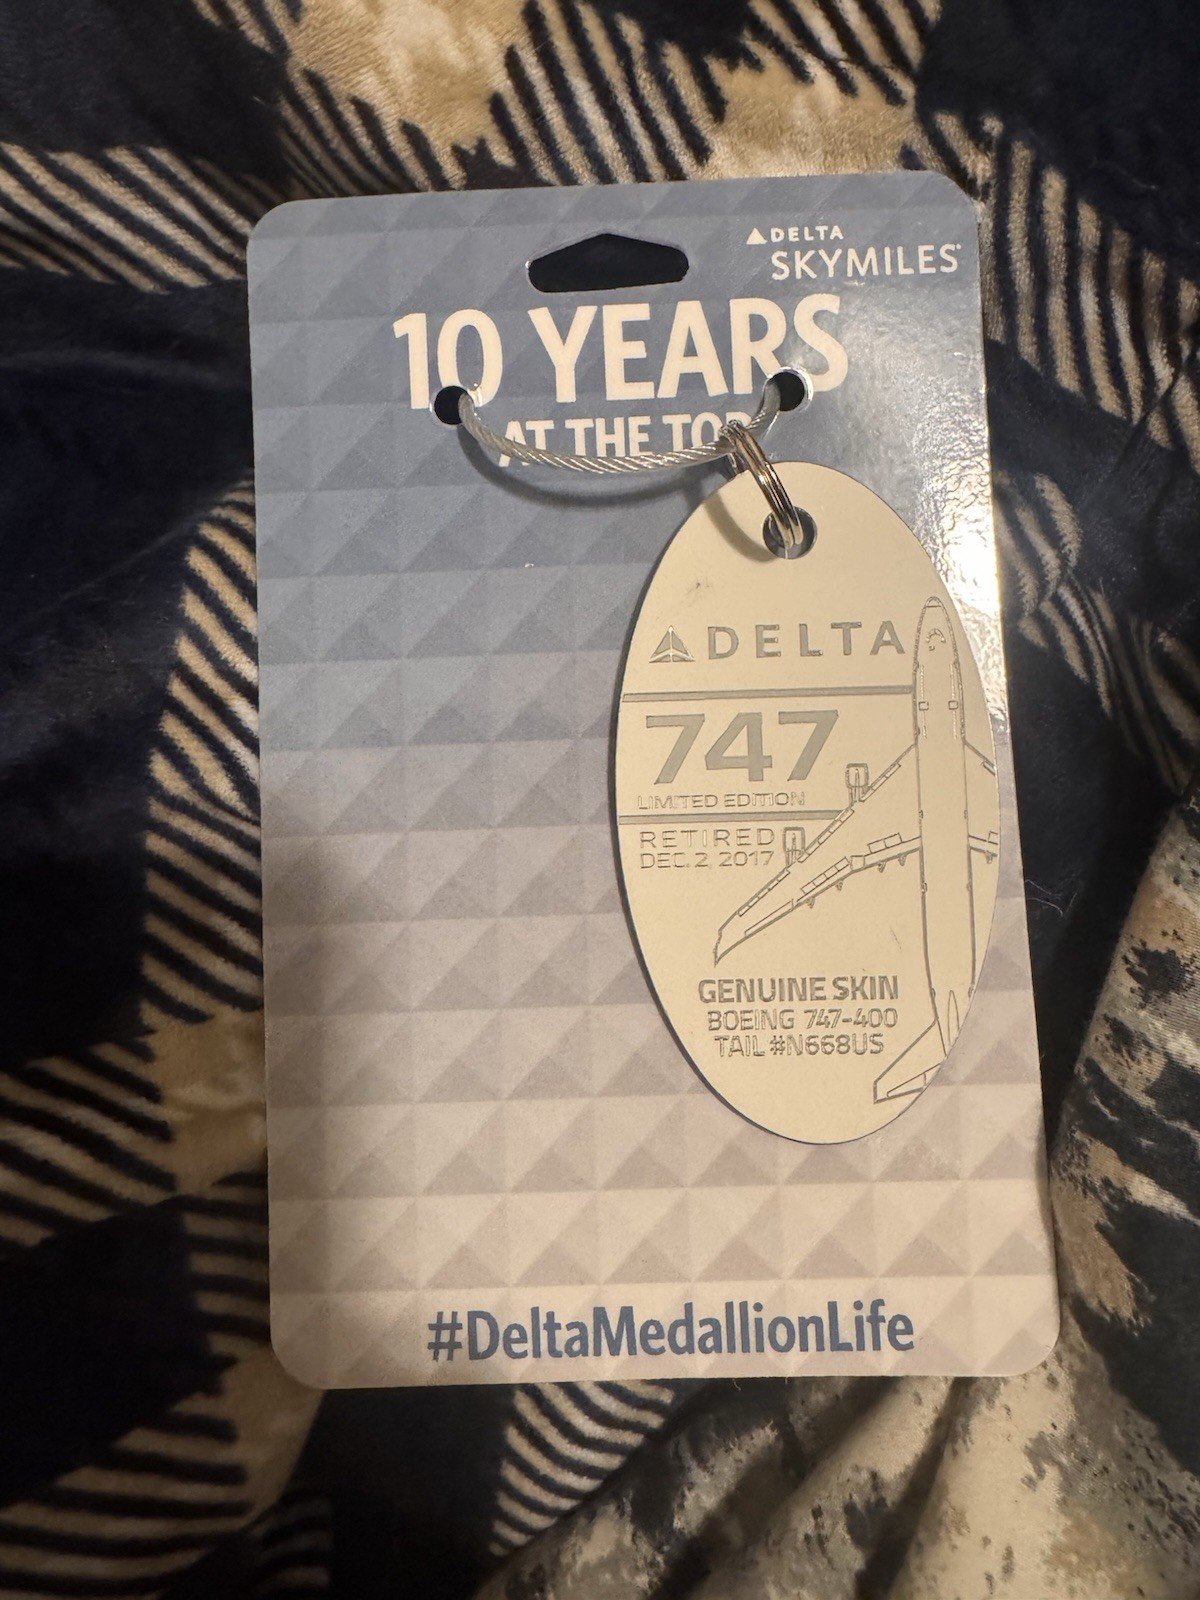 DELTA
SKYMILES®
10 YEARS
AT THE TOP
DELTA
747
LIMITED EDITION
RETIRED
DEC. 2, 2017
GENUINE SKIN
BOEING 747-400
TAIL #N668US
#DeltaMedallionLife